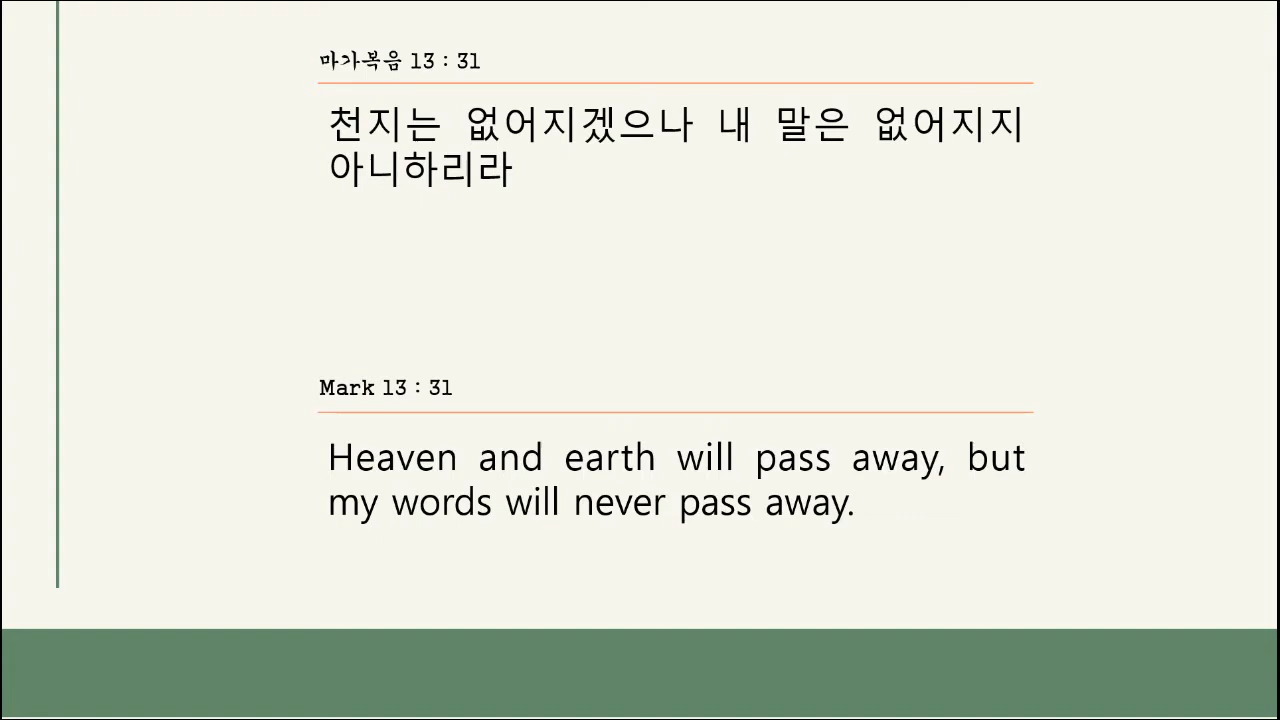 마가복음 13 : 31
천지는 없어지겠으나 내 말은 없어지지
아니하리라
Mark 13 : 31
Heaven and earth will pass away, but
my words will never pass away.